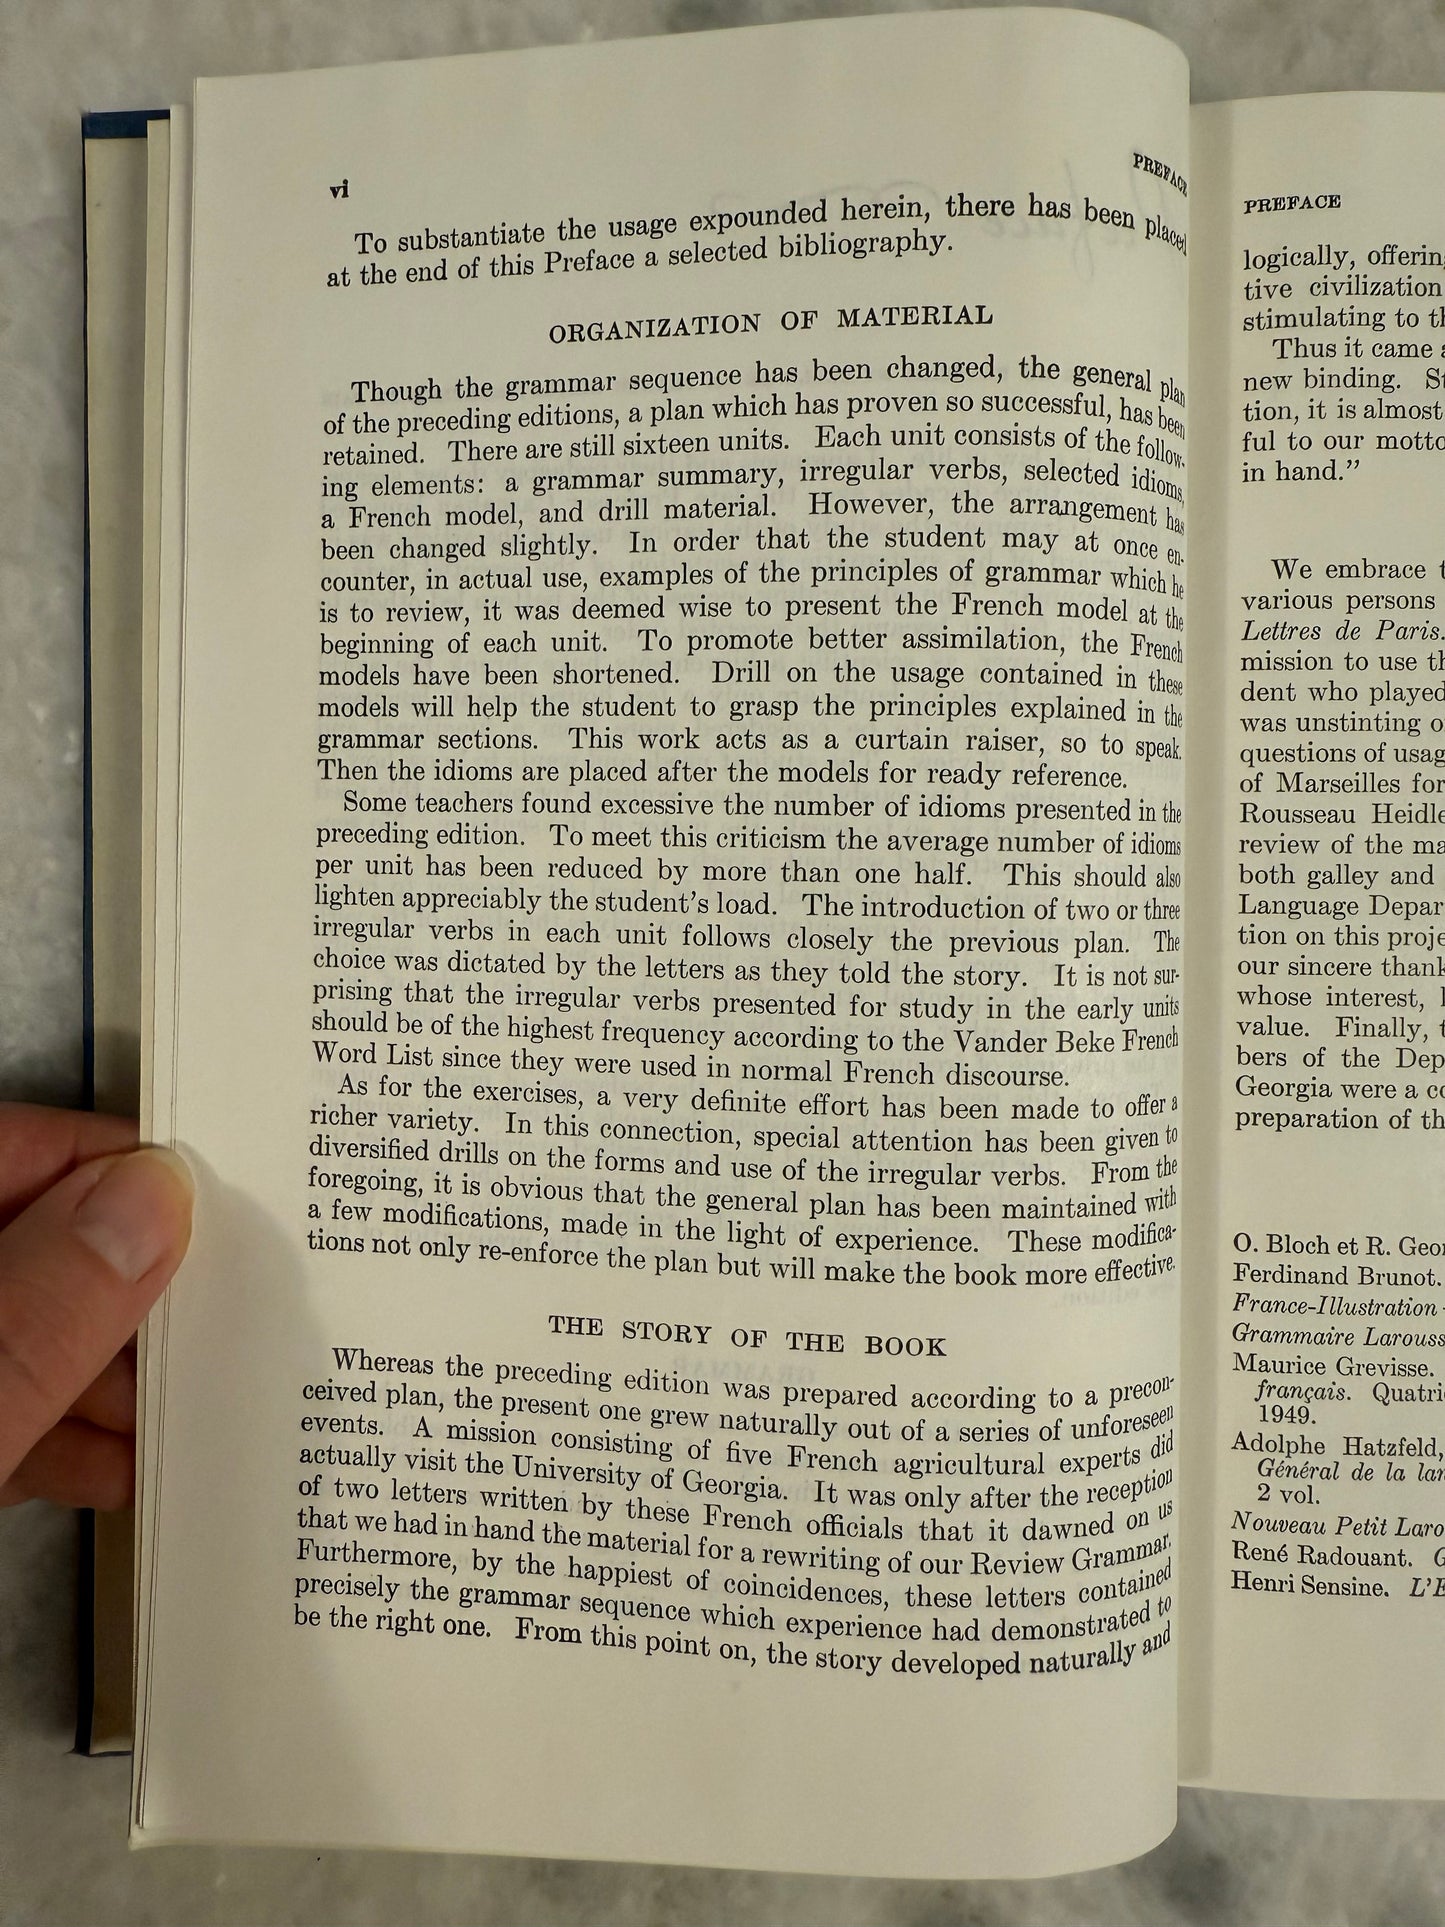 vi
PREFACE
To substantiate the usage expounded herein, there has been placed
at the end of this Preface a selected bibliography.
ORGANIZATION OF MATERIAL
Though the grammar sequence has been changed, the general plan
of the preceding editions, a plan which has proven so successful, has been
retained. There are still sixteen units. Each unit consists of the follow-
ing elements: a grammar summary, irregular verbs, selected idioms,
a French model, and drill material. However, the arrangement has
been changed slightly. In order that the student may at once en-
counter, in actual use, examples of the principles of grammar which he
is to review, it was deemed wise to present the French model at the
beginning of each unit. To promote better assimilation, the French
models have been shortened. Drill on the usage contained in these
models will help the student to grasp the principles explained in the
grammar sections. This work acts as a curtain raiser, so to speak.
Then the idioms are placed after the models for ready reference.
Some teachers found excessive the number of idioms presented in the
preceding edition. To meet this criticism the average number of idioms
per unit has been reduced by more than one half. This should also
lighten appreciably the student's load. The introduction of two or three
irregular verbs in each unit follows closely the previous plan. The
choice was dictated by the letters as they told the story. It is not sur-
prising that the irregular verbs presented for study in the early units
should be of the highest frequency according to the Vander Beke French
Word List since they were used in normal French discourse.
As for the exercises, a very definite effort has been made to offer a
richer variety. In this connection, special attention has been given to
diversified drills on the forms and use of the irregular verbs. From the
foregoing, it is obvious that the general plan has been maintained with
a few modifications, made in the light of experience. These modifica-
tions not only re-enforce the plan but will make the book more effective.
THE STORY OF THE BOOK
Whereas the preceding edition was prepared according to a precon-
ceived plan, the present one grew naturally out of a series of unforeseen
events. A mission consisting of five French agricultural experts did
actually visit the University of Georgia. It was only after the reception
of two letters written by these French officials that it dawned on us
that we had in hand the material for a rewriting of our Review Grammar.
Furthermore, by the happiest of coincidences, these letters contained
precisely the grammar sequence which experience had demonstrated to
be the right one. From this point on, the story developed naturally and
PREFACE
logically, offering
tive civilization
stimulating to
Thus it came
new binding.
tion, it is almost
ful to our motto
in hand."
We embrace
various persons
Lettres de Paris.
mission to use
dent who played
was unstinting
questions of
of Marseilles for
Rousseau
review of the
both galley and
Language
tion on this
our sincere
whose interest,
value. Finally,
bers of the
Georgia were a
preparation of
O. Bloch et R.
Ferdinand Brunot.
France-Illustration
Grammaire
Maurice Grevisse.
français.
1949.
Adolphe Hatzfeld,
Général de la
2 vol.
Nouveau Petit
René Radouant.
Henri Sensine.